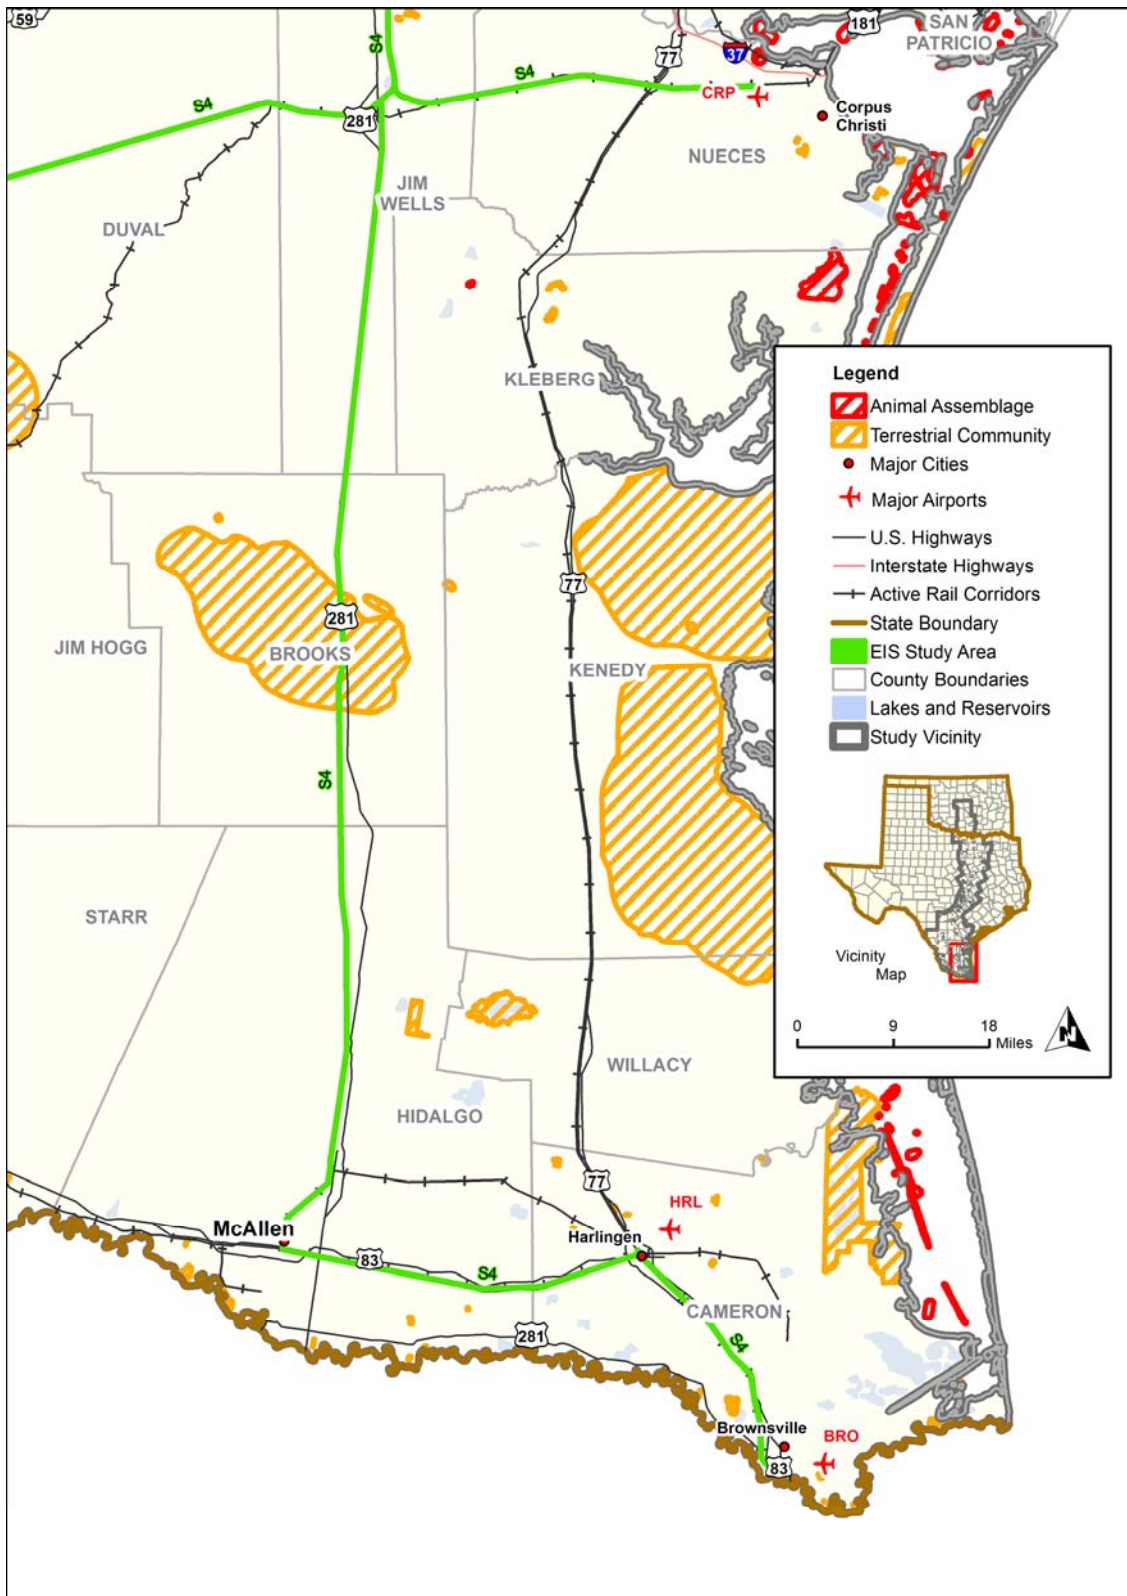 59
S4
77
37
181
SAN
PATRICIO
S4
S4
CRP
281
Corpus
Christi
NUECES
JIM
WELLS
DUVAL
KLEBERG
Legend
Animal Assemblage
Terrestrial Community
Major Cities
Major Airports
U.S. Highways
Interstate Highways
Active Rail Corridors
State Boundary
EIS Study Area
County Boundaries
Lakes and Reservoirs
Study Vicinity
77
281
JIM HOGG
BROOKS
KENEDY
S4
STARR
Vicinity
Map
0 9 18
Miles
N
WILLACY
HIDALGO
77
HRL
McAllen
Harlingen
83
S4
CAMERON
281
S4
Brownsville
BRO
83